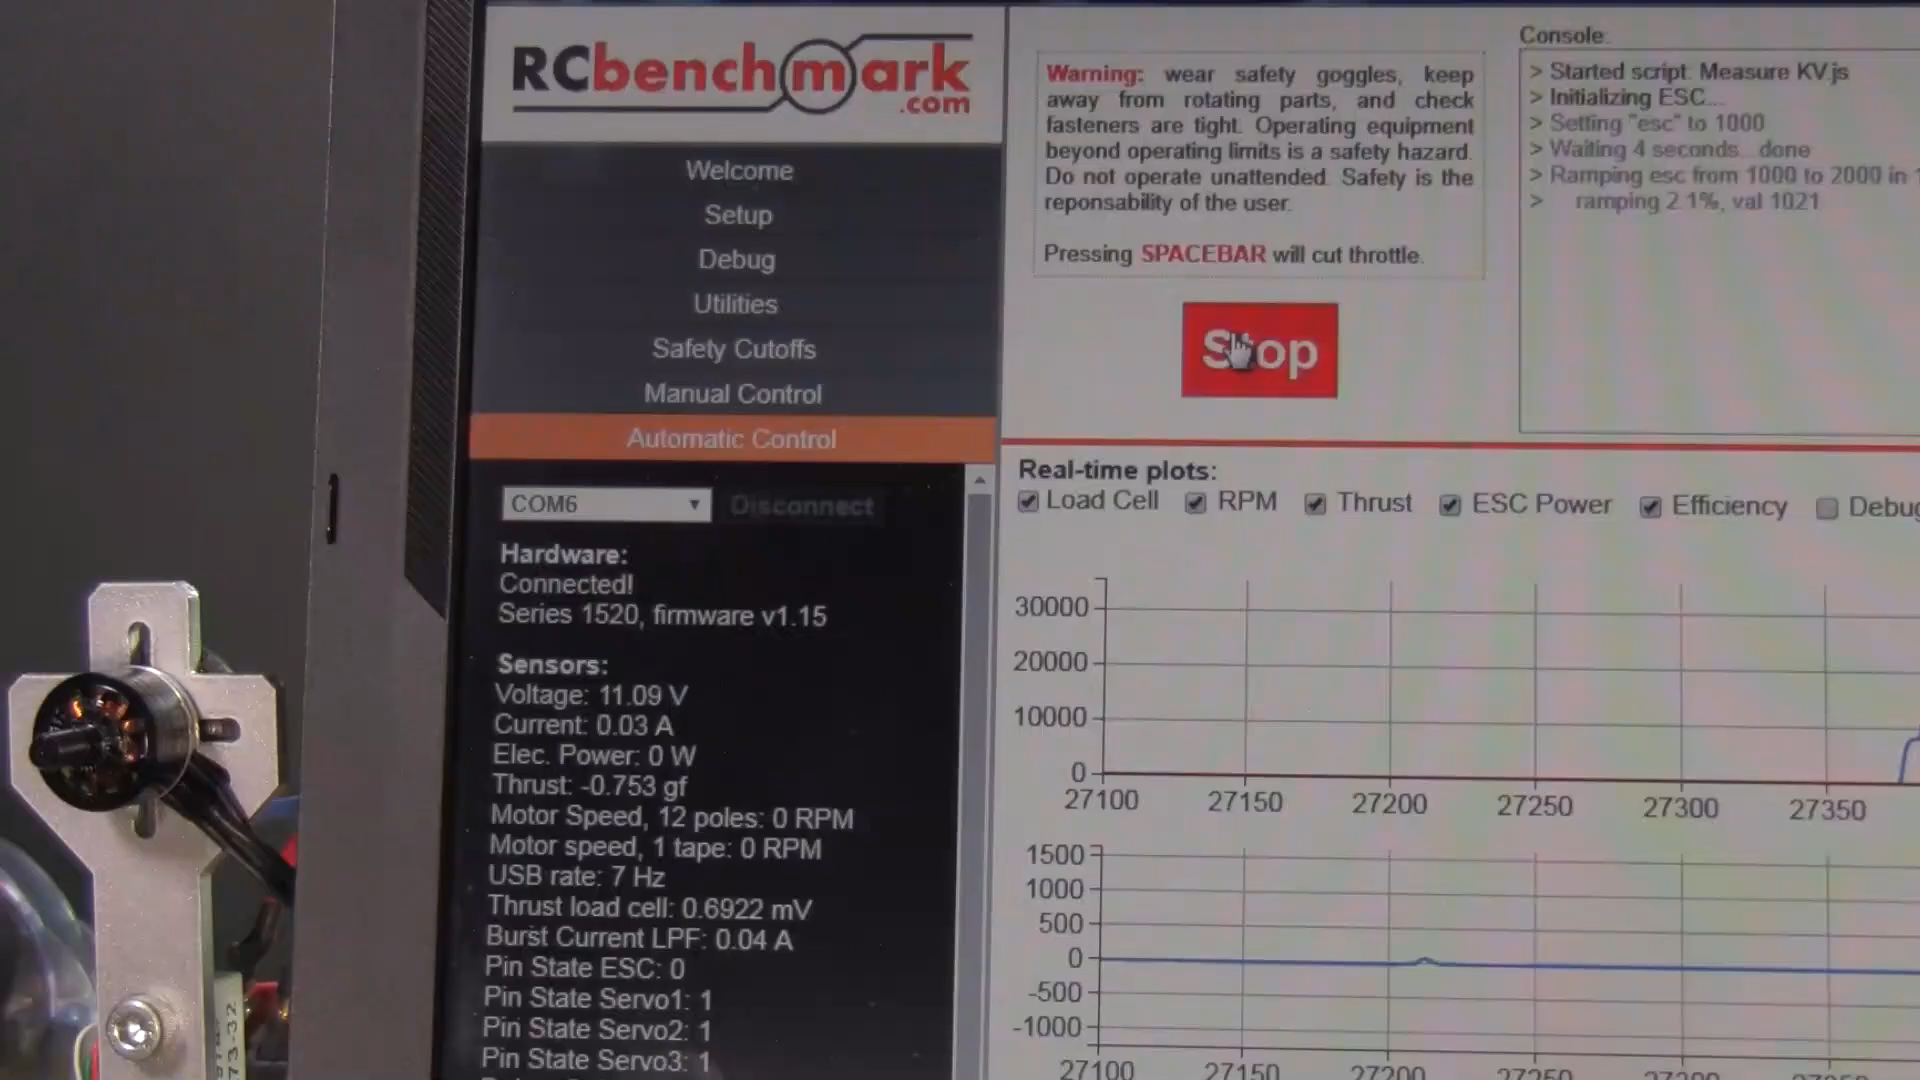 RCbenchmark
.com
Welcome
Setup
Debug
Utilities
Safety Cutoffs
Manual Control
Automatic Control
COM6
Disconnect
Hardware:
Connected!
Series 1520, firmware v1.15
Sensors:
Voltage: 11.09 V
Current: 0.03 A
Elec. Power: 0 W
Thrust: -0.753 gf
Motor Speed, 12 poles: 0 RPM
Motor speed, 1 tape: 0 RPM
USB rate: 7 Hz
Thrust load cell: 0.6922 mV
Burst Current LPF: 0.04 A
Pin State ESC: 0
Pin State Servo1: 1
Pin State Servo2: 1
Pin State Servo3: 1
Warning: wear safety goggles, keep
away from rotating parts, and check
fasteners are tight. Operating equipment
beyond operating limits is a safety hazard.
Do not operate unattended. Safety is the
reponsability of the user.
Pressing SPACEBAR will cut throttle.
Stop
Console:
> Started script: Measure KV.js
> Initializing ESC...
> Setting "esc" to 1000
> Waiting 4 seconds...done
> Ramping esc from 1000 to 2000 in
> ramping 2.1%, val 1021
Real-time plots:
Load Cell RPM Thrust ESC Power Efficiency Debug
30000
20000
10000
0
27100 27150 27200 27250 27300 27350
1500
1000
500
0
-500
-1000
27100 27150 27200 27250 27300